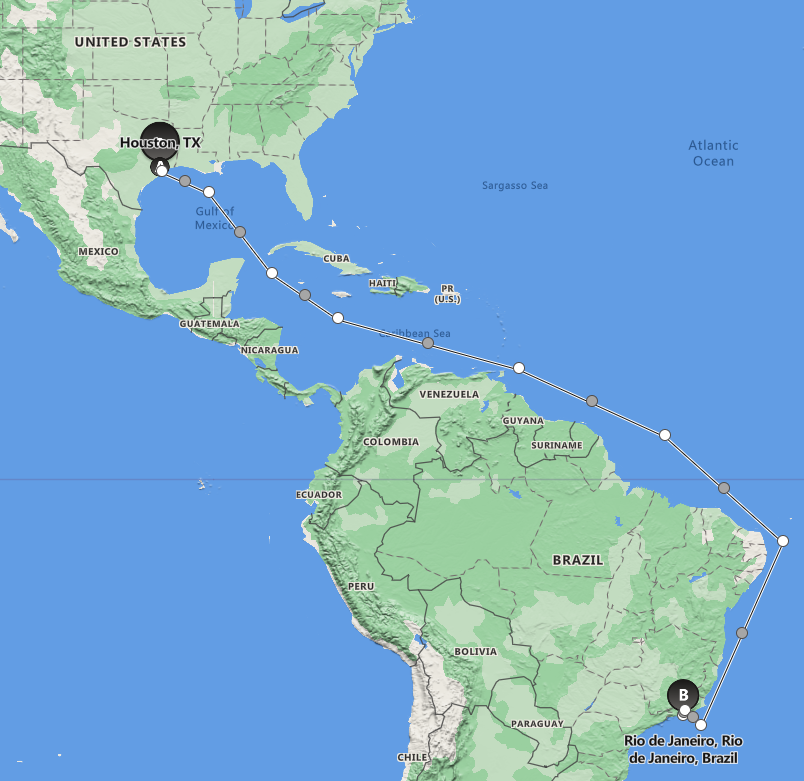 UNITED STATES
Houston, TX
Atlantic
Ocean
Sargasso Sea
Gulf of
Mexico
MEXICO
CUBA
HAITI
PR
(U.S.)
GUATEMALA
Caribbean Sea
NICARAGUA
VENEZUELA
GUYANA
COLOMBIA
SURINAME
ECUADOR
BRAZIL
PERU
BOLIVIA
B
PARAGUAY
Rio de Janeiro, Rio
de Janeiro, Brazil
CHILE